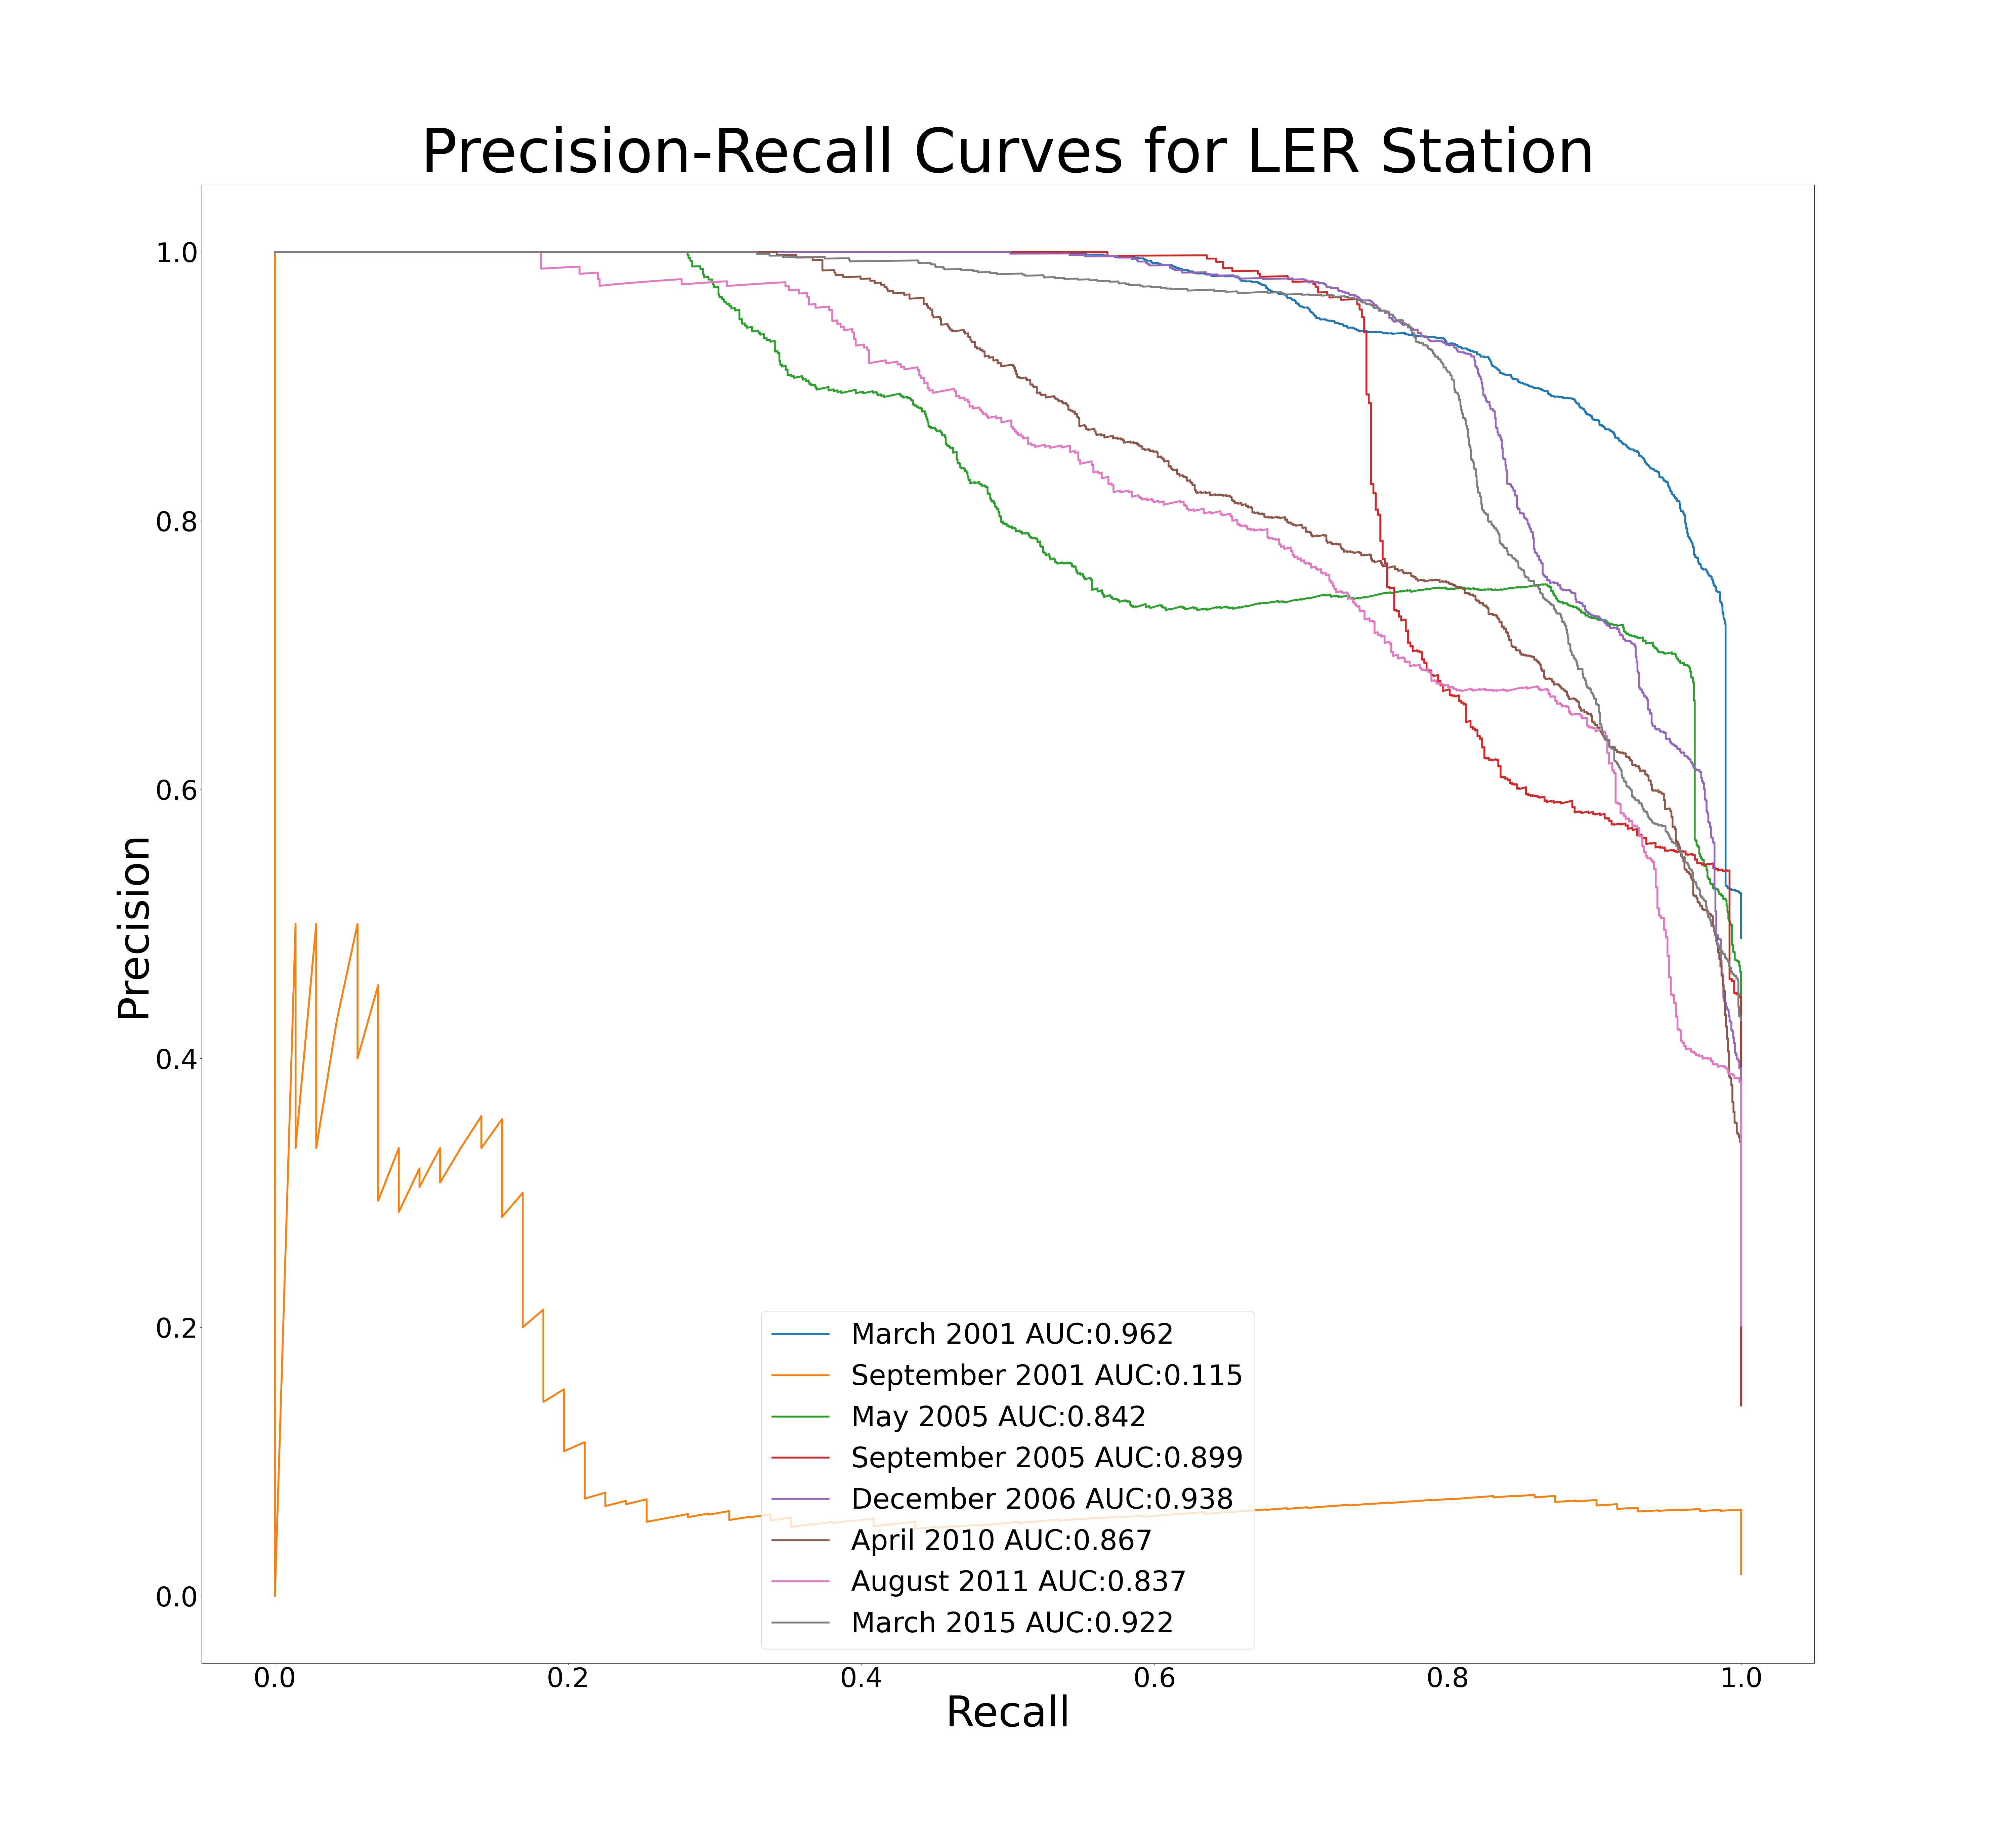 Precision-Recall Curves for LER Station
1.0
0.8
0.6
0.4
0.2
0.0
Precision
March 2001 AUC:0.962
September 2001 AUC:0.115
May 2005 AUC:0.842
September 2005 AUC:0.899
December 2006 AUC:0.938
April 2010 AUC:0.867
August 2011 AUC:0.837
March 2015 AUC:0.922
0.0 0.2 0.4 0.6 0.8 1.0
Recall